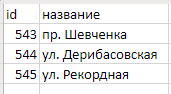 id название
543 пр. Шевченка
544 ул. Дерибасовская
545 ул. Рекордная